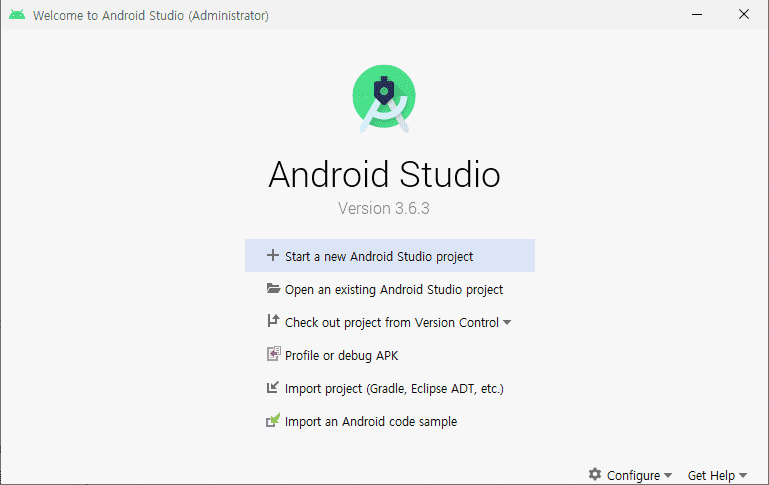 Welcome to Android Studio (Administrator)
Android Studio
Version 3.6.3
Start a new Android Studio project
Open an existing Android Studio project
Check out project from Version Control
Profile or debug APK
Import project (Gradle, Eclipse ADT, etc.)
Import an Android code sample
Configure Get Help